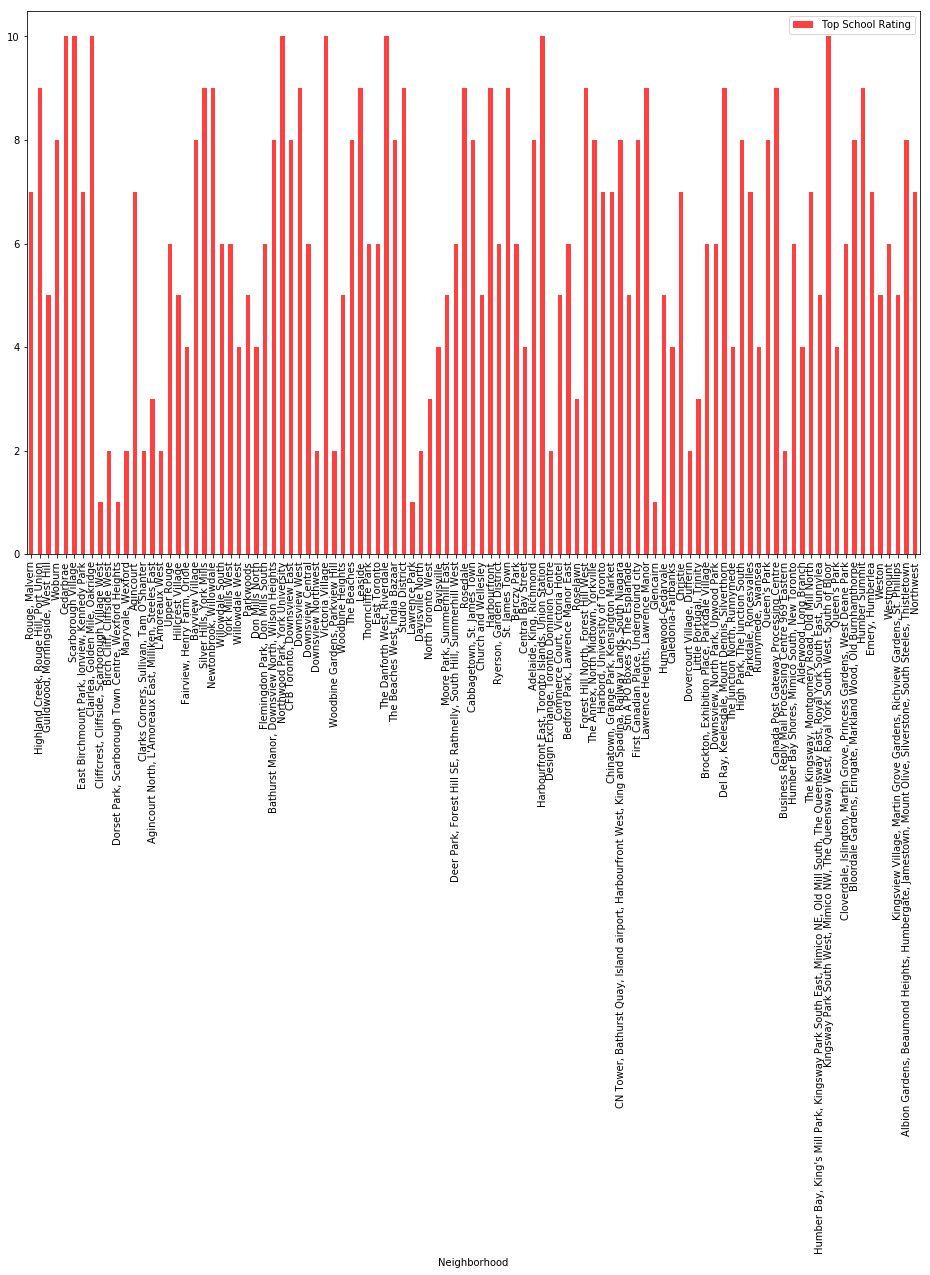 Top School Rating
10
8
6
4
2
0
Rouge, Malvern
Highland Creek, Rouge Hill, Port Union
Guildwood, Morningside, West Hill
Woburn
Cedarbrae
Scarborough Village
East Birchmount Park, Ionview, Kennedy Park
Clairlea, Golden Mile, Oakridge
Cliffcrest, Cliffside, Scarborough Village West
Birch Cliff, Cliffside West
Dorset Park, Scarborough Town Centre, Wexford Heights
Maryvale, Wexford
Agincourt
Clarks Corners, Sullivan, Tam O'Shanter
Agincourt North, L'Amoreaux East, Milliken, Steeles East
L'Amoreaux West
Upper Rouge
Hillcrest Village
Fairview, Henry Farm, Oriole
Bayview Village
Silver Hills, York Mills
Newtonbrook, Willowdale
Willowdale South
York Mills West
Willowdale West
Parkwoods
Don Mills North
Flemingdon Park, Don Mills South
Bathurst Manor, Downsview North, Wilson Heights
Northwood Park, York University
CFB Toronto, Downsview East
Downsview West
Downsview Central
Downsview Northwest
Victoria Village
Woodbine Gardens, Parkview Hill
Woodbine Heights
The Beaches
Leaside
Thorncliffe Park
East Toronto
The Danforth West, Riverdale
The Beaches West, India Bazaar
Studio District
Lawrence Park
Davisville North
North Toronto West
Davisville
Moore Park, Summerhill East
Deer Park, Forest Hill SE, Rathnelly, South Hill, Summerhill West
Rosedale
Cabbagetown, St. James Town
Church and Wellesley
Harbourfront
Ryerson, Garden District
St. James Town
Berczy Park
Central Bay Street
Adelaide, King, Richmond
Harbourfront East, Toronto Islands, Union Station
Design Exchange, Toronto Dominion Centre
Commerce Court, Victoria Hotel
Bedford Park, Lawrence Manor East
Roselawn
Forest Hill North, Forest Hill West
The Annex, North Midtown, Yorkville
Harbord, University of Toronto
Chinatown, Grange Park, Kensington Market
CN Tower, Bathurst Quay, Island airport, Harbourfront West, King and Spadina, Railway Lands, South Niagara
Stn A PO Boxes 25 The Esplanade
First Canadian Place, Underground city
Lawrence Heights, Lawrence Manor
Glencairn
Humewood-Cedarvale
Caledonia-Fairbanks
Christie
Dovercourt Village, Dufferin
Little Portugal, Trinity
Brockton, Exhibition Place, Parkdale Village
Downsview, North Park, Upwood Park
Del Ray, Keelesdale, Mount Dennis, Silverthorn
The Junction North
High Park, The Junction South
Parkdale, Roncesvalles
Runnymede, Swansea
Queen's Park
Canada Post Gateway Processing Centre
Business Reply Mail Processing Centre 969 Eastern
Humber Bay Shores, Mimico South, New Toronto
Alderwood, Long Branch
The Kingsway, Montgomery Road, Old Mill North
Humber Bay, King's Mill Park, Kingsway Park South East, Mimico NE, Old Mill South, The Queensway East, Royal York South East, Sunnylea
Kingsway Park South West, Mimico NW, The Queensway West, Royal York South West, South of Bloor
Queen's Park
Cloverdale, Islington, Martin Grove, Princess Gardens, West Deane Park
Bloordale Gardens, Eringate, Markland Wood, Old Burnhamthorpe
Humber Summit
Emery, Humberlea
Weston
Westmount
Kingsview Village, Martin Grove Gardens, Richview Gardens, St. Phillips
Albion Gardens, Beaumond Heights, Humbergate, Jamestown, Mount Olive, Silverstone, South Steeles, Thistletown
Northwest
Neighborhood